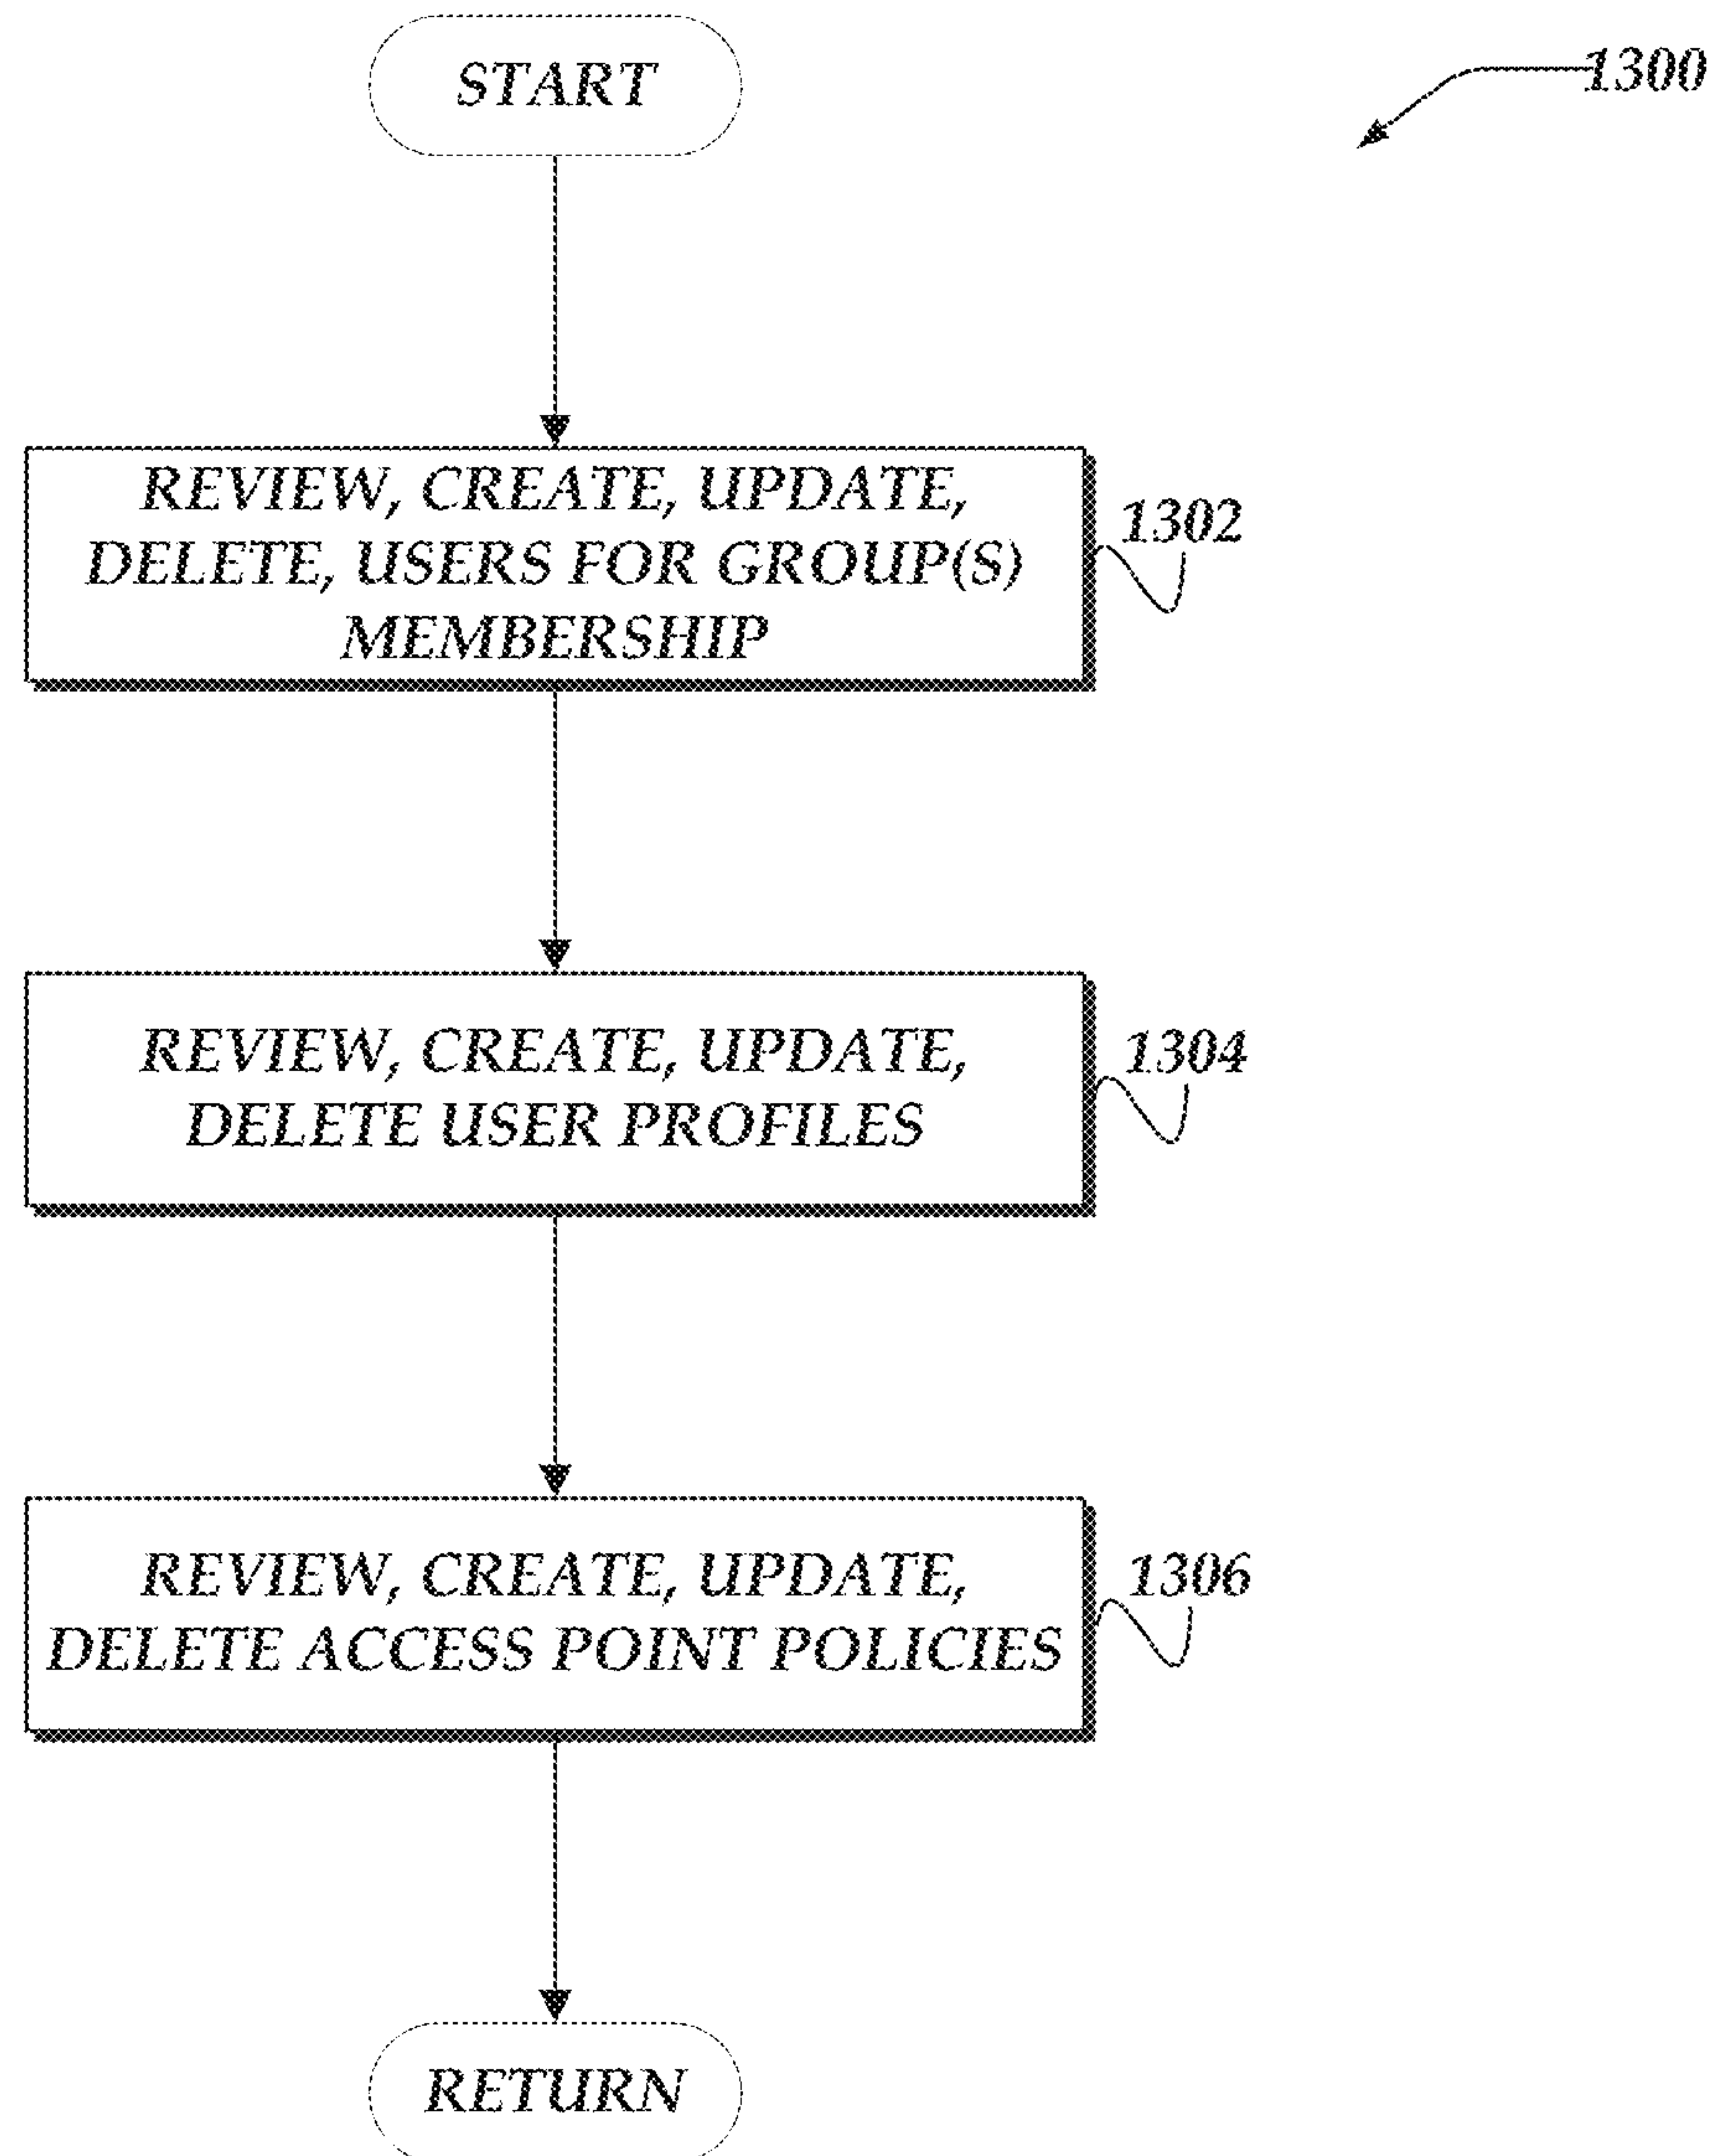 START
1300
REVIEW, CREATE, UPDATE,
DELETE, USERS FOR GROUP(S)
MEMBERSHIP
1302
REVIEW, CREATE, UPDATE,
DELETE USER PROFILES
1304
REVIEW, CREATE, UPDATE,
DELETE ACCESS POINT POLICIES
1306
RETURN